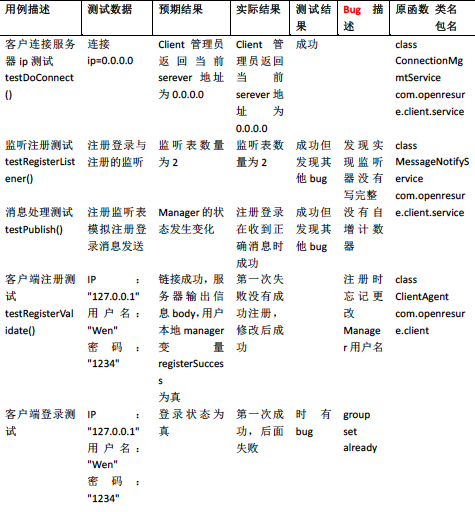 用例描述
测试数据
预期结果
实际结果
测试结
果
Bug 描
述
原函数 类名
包名
客户连接服务
器 ip 测试
testDoConnect
()
连接
ip=0.0.0.0
Client 管理员
返回当前
serever 地址
为 0.0.0.0
Client 管
理员返回
当前
serever 地
址为
0.0.0.0
成功
class
ConnectionMg
mtService
com.openresur
e.client.service
监听注册测试
testRegisterList
ener()
注册登录与
注册的监听
监听表数量
为 2
监听表数
量为 2
成功但
发现其
他 bug
发现实
现监听
器没有
写完整
class
MessageNotifyS
ervice
com.openresur
e.client.service
消息处理测试
testPublish()
注册监听表
模拟注册登
录消息发送
Manager 的状
态发生变化
注册登录
在收到正
确消息时
成功
成功但
发现其
他 bug
没有自
增计数
器
客户端注册测
试
testRegisterVal
idate()
IP :
"127.0.0.1"
用户名:
"Wen"
密码:
"1234"
链接成功，服
务器输出信
息 body，用户
本地 manager
变量
registerSucces
s
为真
第一次失
败没有成
功注册，
修改后成
功
注册时
忘记更
改
Manage
r 用户名
class
ClientAgent
com.openresur
e.client
客户端登录测
试
IP :
"127.0.0.1"
用户名:
"Wen"
密码:
"1234"
登录状态为
真
第一次成
功，后面
失败
时有
bug
group
set
already